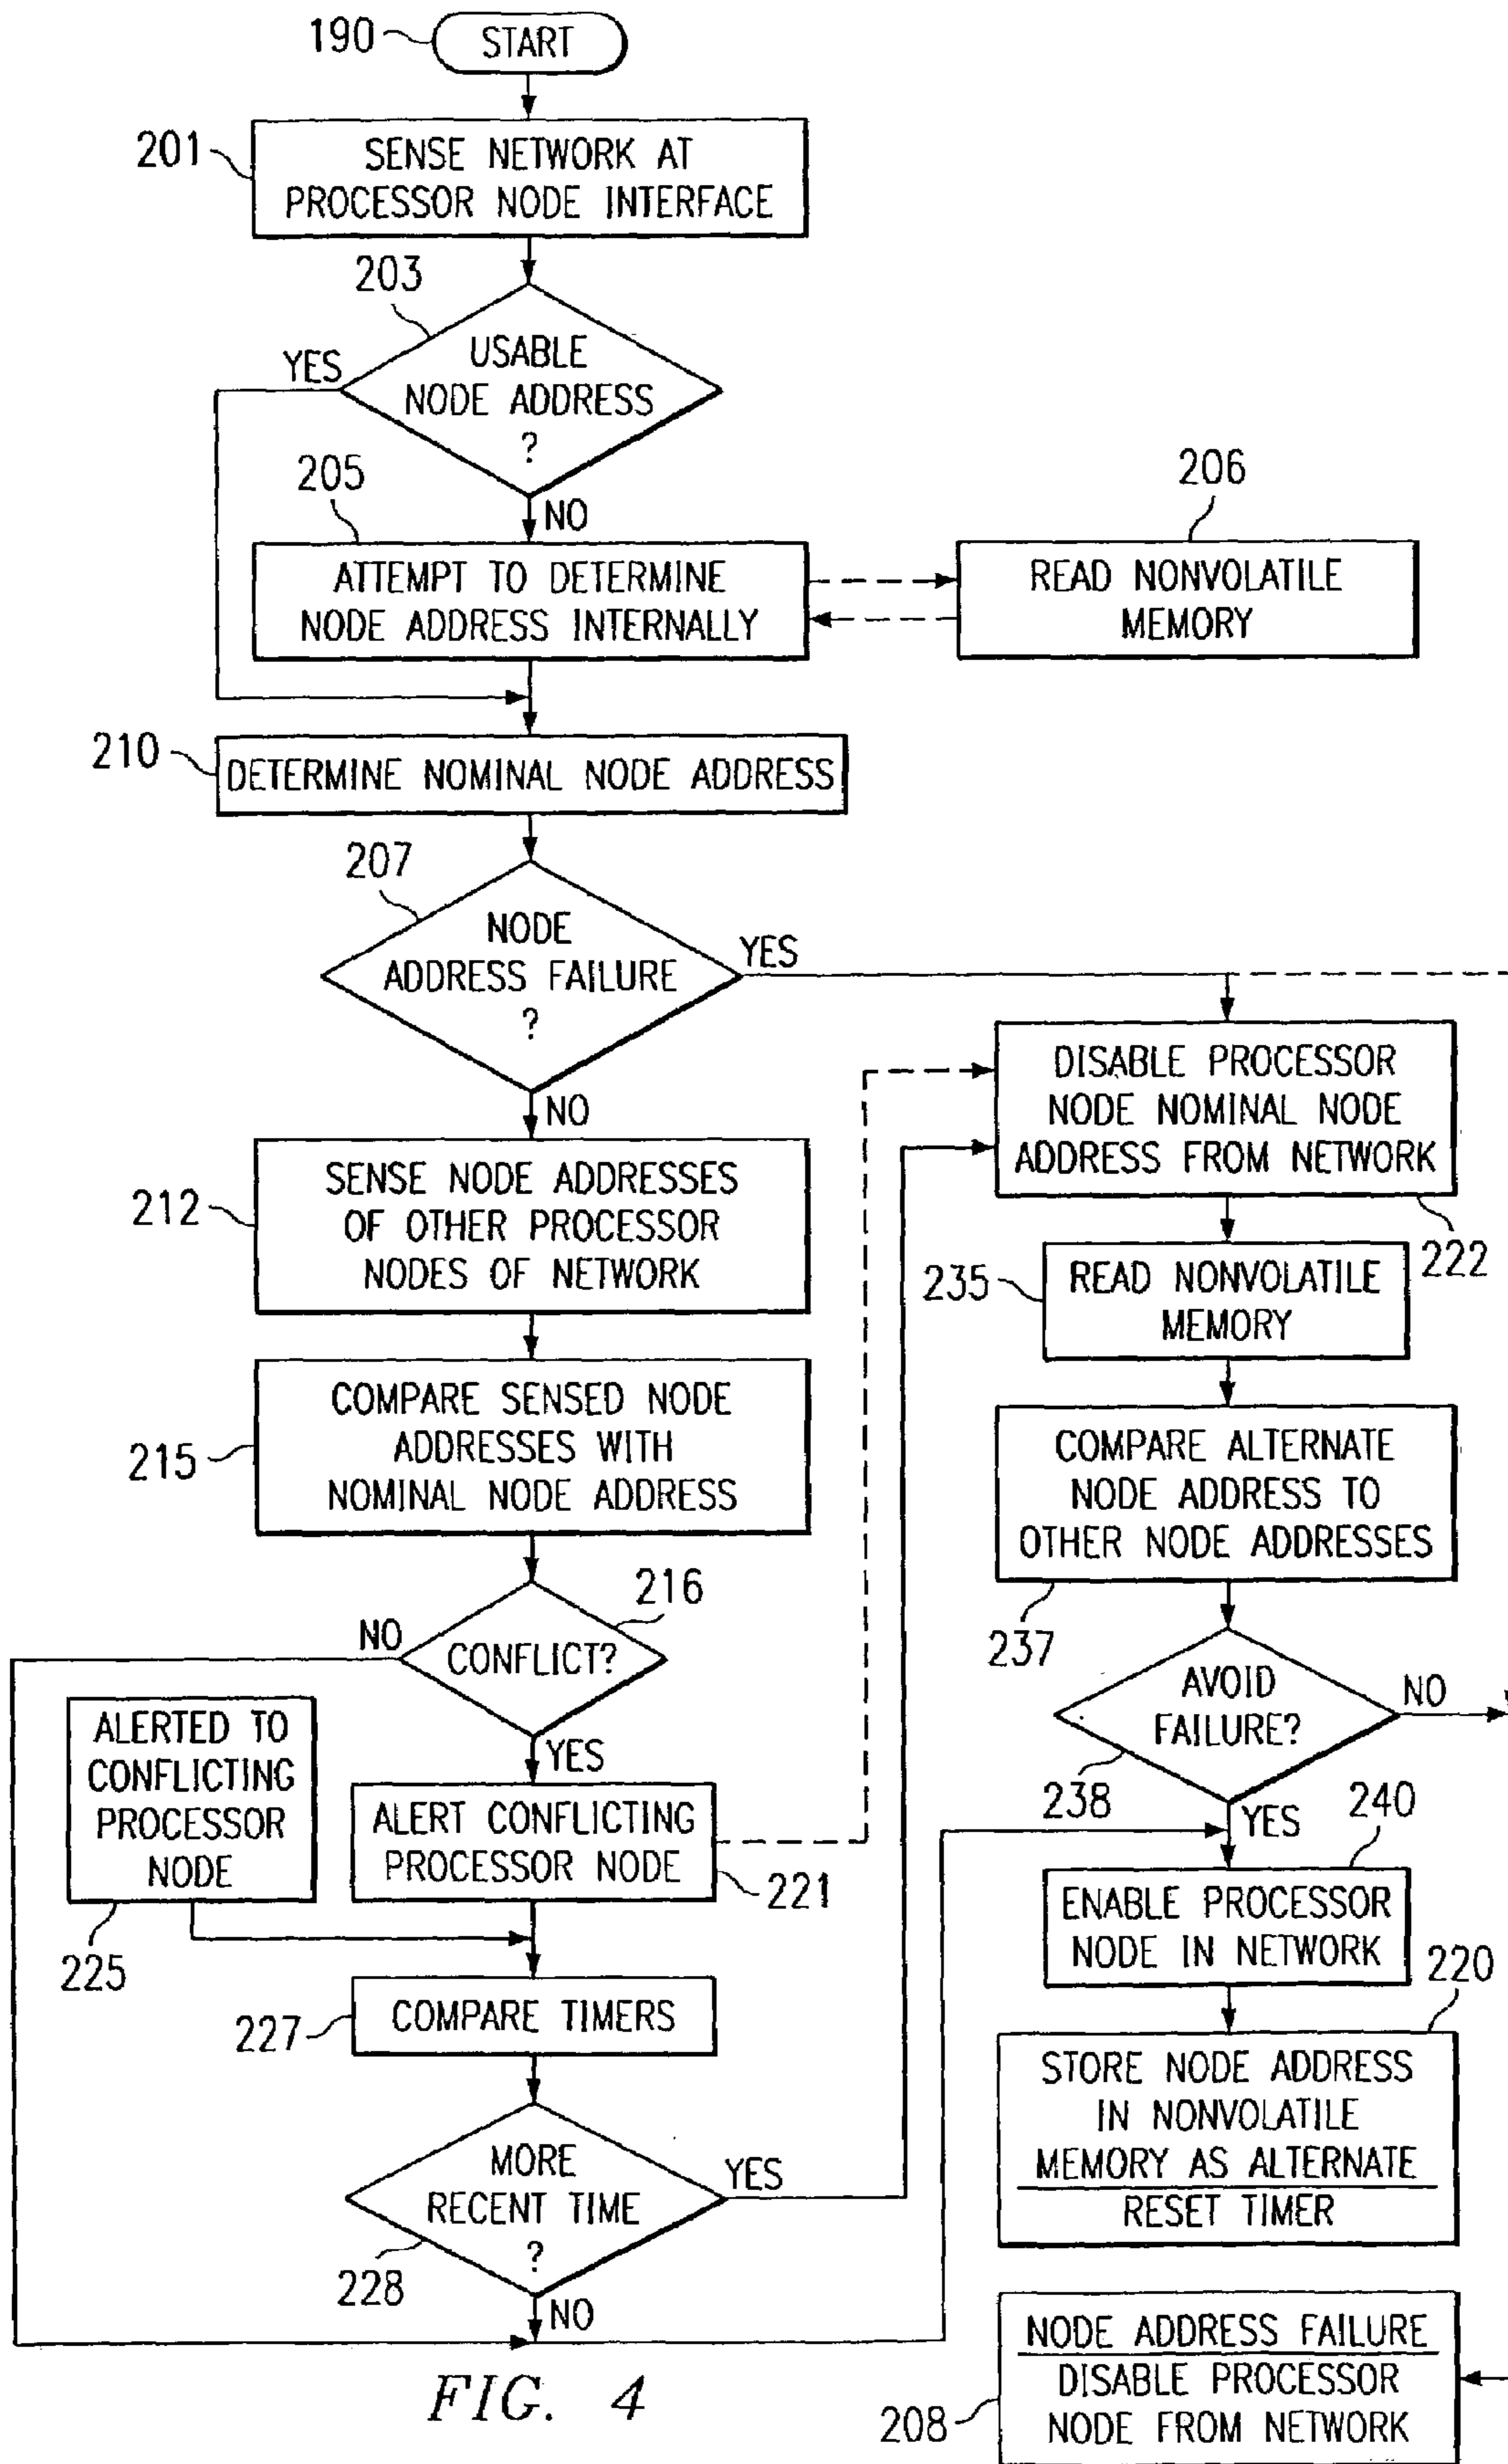 190
START
201
SENSE NETWORK AT
PROCESSOR NODE INTERFACE
203
YES
USABLE
NODE ADDRESS
?
NO
205
ATTEMPT TO DETERMINE
NODE ADDRESS INTERNALLY
206
READ NONVOLATILE
MEMORY
210
DETERMINE NOMINAL NODE ADDRESS
207
NODE
ADDRESS FAILURE
?
YES
NO
212
SENSE NODE ADDRESSES
OF OTHER PROCESSOR
NODES OF NETWORK
215
COMPARE SENSED NODE
ADDRESSES WITH
NOMINAL NODE ADDRESS
216
NO
CONFLICT?
YES
ALERTED TO
CONFLICTING
PROCESSOR
NODE
225
ALERT CONFLICTING
PROCESSOR NODE
221
227
COMPARE TIMERS
MORE
RECENT TIME
?
YES
228
NO
DISABLE PROCESSOR
NODE NOMINAL NODE
ADDRESS FROM NETWORK
222
235
READ NONVOLATILE
MEMORY
COMPARE ALTERNATE
NODE ADDRESS TO
OTHER NODE ADDRESSES
237
AVOID
FAILURE?
NO
238
YES
240
ENABLE PROCESSOR
NODE IN NETWORK
220
STORE NODE ADDRESS
IN NONVOLATILE
MEMORY AS ALTERNATE
RESET TIMER
NODE ADDRESS FAILURE
DISABLE PROCESSOR
NODE FROM NETWORK
208
FIG. 4